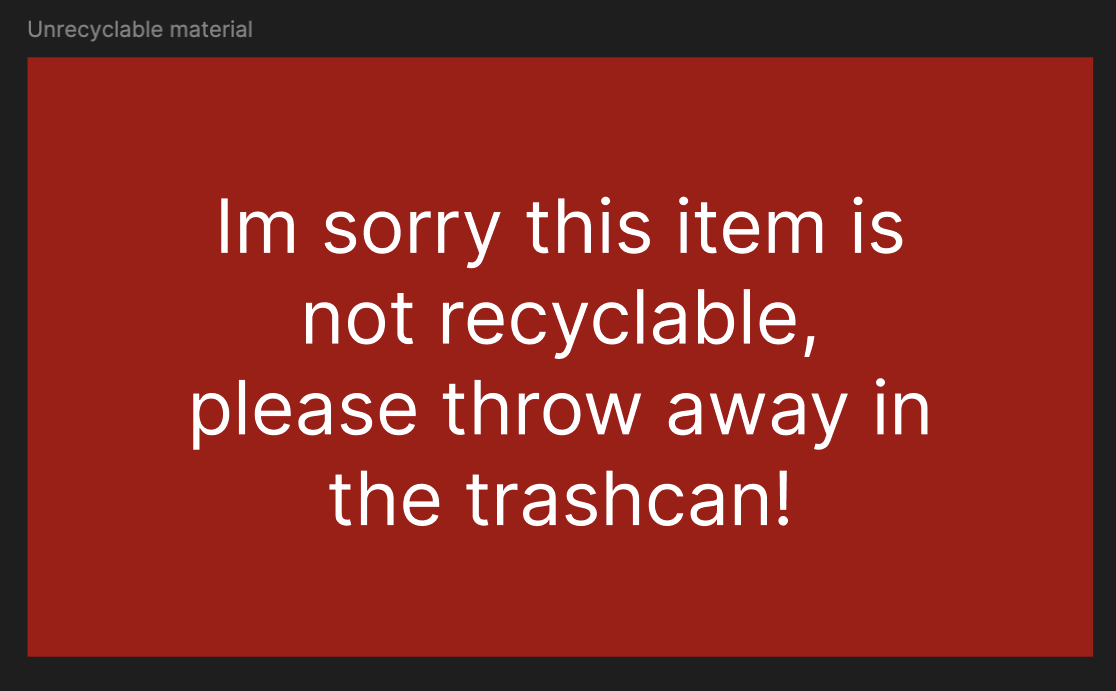 Unrecyclable material
Im sorry this item is
not recyclable,
please throw away in
the trashcan!